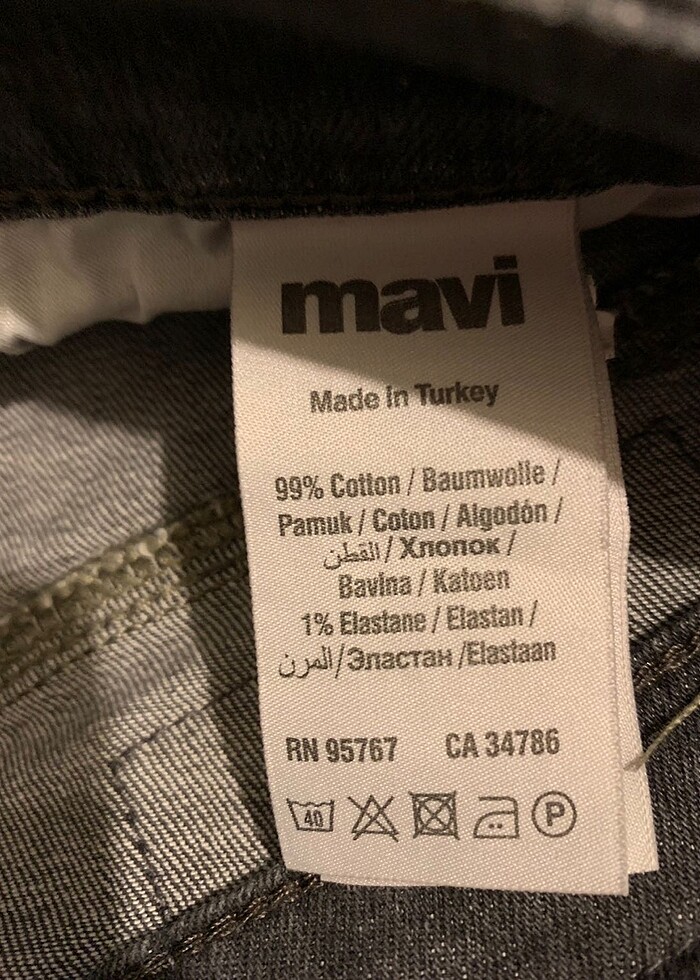 mavi
Made in Turkey
99% Cotton / Baumwolle /
Pamuk / Coton / Algodón /
القطن / Хлопок /
Bavlna / Katoen
1% Elastane / Elastan /
المرن / Эластан /Elastaan
RN 95767 CA 34786
40 P